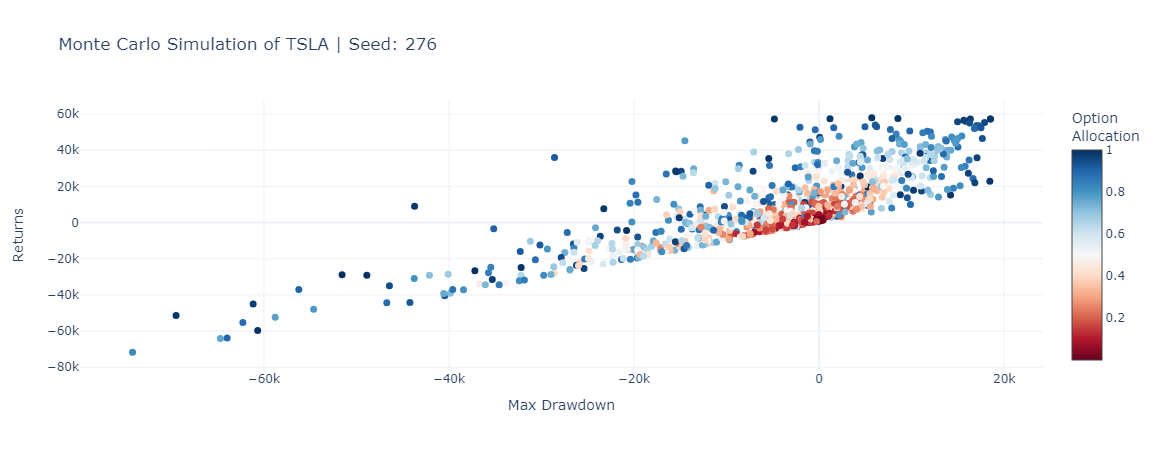 Monte Carlo Simulation of TSLA | Seed: 276
60k
40k
20k
0
−20k
−40k
−60k
−80k
Returns
−60k
−40k
−20k
0
20k
Max Drawdown
Option
Allocation
1
0.8
0.6
0.4
0.2